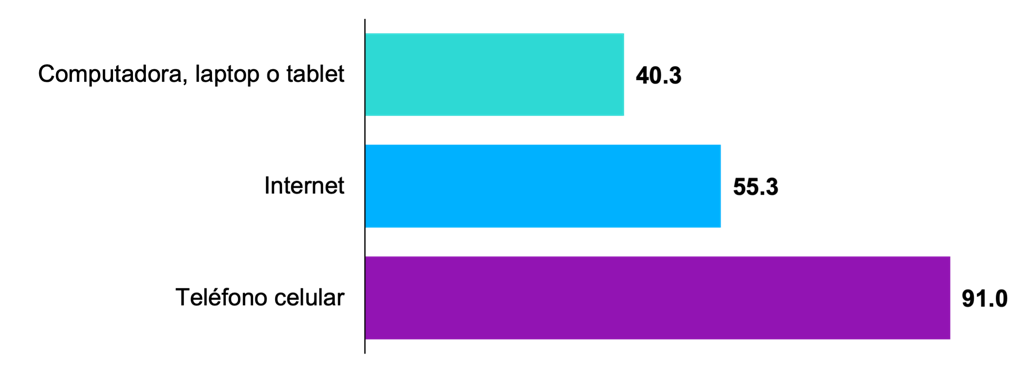 Computadora, laptop o tablet 40.3
Internet 55.3
Teléfono celular 91.0